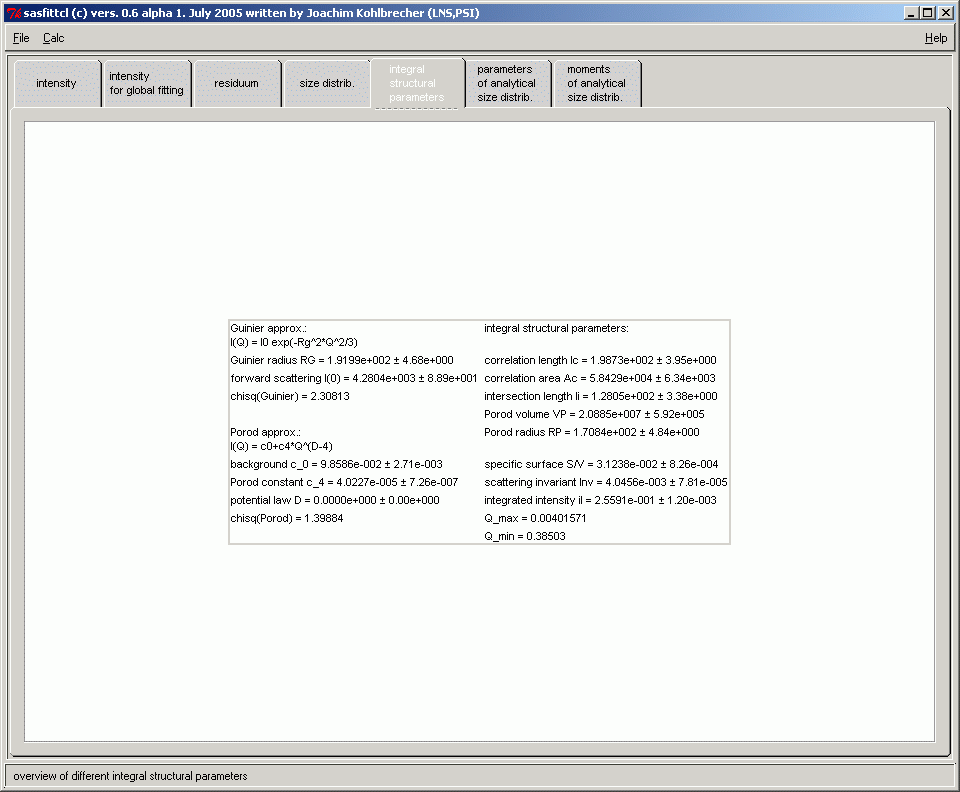 sasfittcl (c) vers. 0.6 alpha 1. July 2005 written by Joachim Kohlbrecher (LNS,PSI)
File Calc Help
intensity
intensity
for global fitting
residuum
size distrib.
integral
structural
parameters
parameters
of analytical
size distrib.
moments
of analytical
size distrib.
Guinier approx.:
I(Q) = I0 exp(-Rg^2*Q^2/3)
Guinier radius RG = 1.9199e+002 ± 4.68e+000
forward scattering I(0) = 4.2804e+003 ± 8.89e+001
chisq(Guinier) = 2.30813
Porod approx.:
I(Q) = c0+c4*Q^(D-4)
background c_0 = 9.8586e-002 ± 2.71e-003
Porod constant c_4 = 4.0227e-005 ± 7.26e-007
potential law D = 0.0000e+000 ± 0.00e+000
chisq(Porod) = 1.39884
integral structural parameters:
correlation length lc = 1.9873e+002 ± 3.95e+000
correlation area Ac = 5.8429e+004 ± 6.34e+003
intersection length li = 1.2805e+002 ± 3.38e+000
Porod volume VP = 2.0885e+007 ± 5.92e+005
Porod radius RP = 1.7084e+002 ± 4.84e+000
specific surface S/V = 3.1238e-002 ± 8.26e-004
scattering invariant Inv = 4.0456e-003 ± 7.81e-005
integrated intensity iI = 2.5591e-001 ± 1.20e-003
Q_max = 0.00401571
Q_min = 0.38503
overview of different integral structural parameters